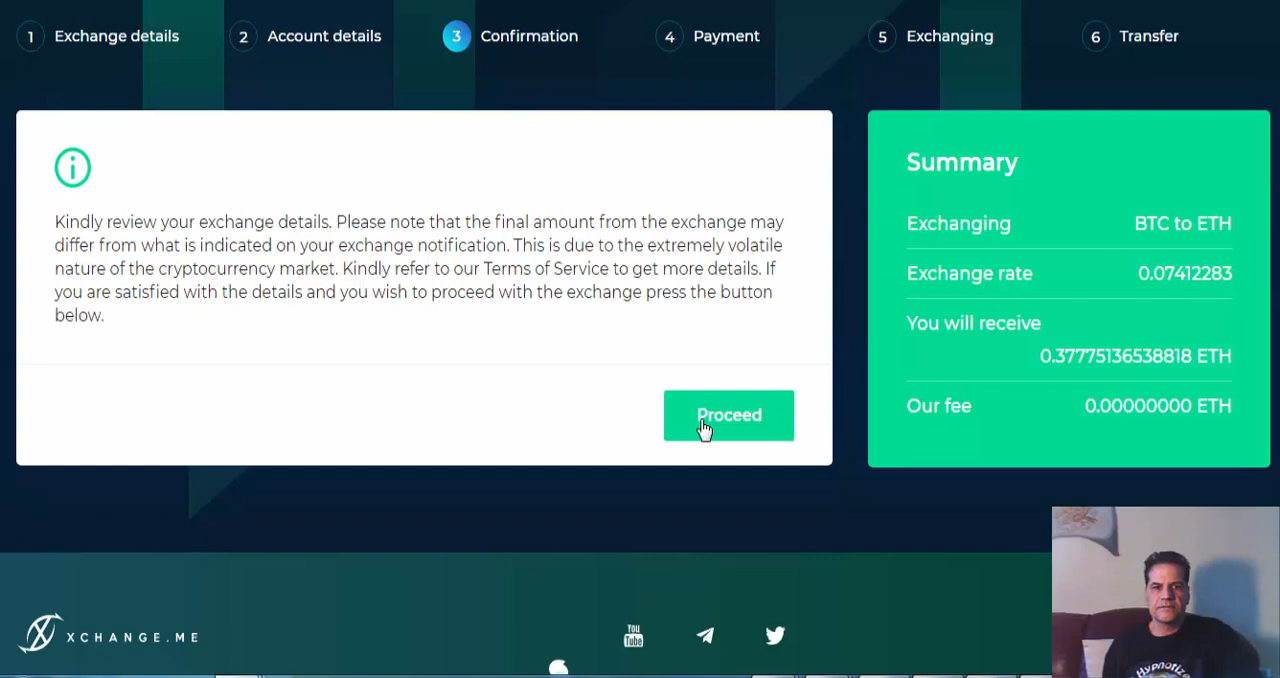 1 Exchange details 2 Account details 3 Confirmation 4 Payment 5 Exchanging 6 Transfer
Kindly review your exchange details. Please note that the final amount from the exchange may
differ from what is indicated on your exchange notification. This is due to the extremely volatile
nature of the cryptocurrency market. Kindly refer to our Terms of Service to get more details. If
you are satisfied with the details and you wish to proceed with the exchange press the button
below.
Proceed
Summary
Exchanging BTC to ETH
Exchange rate 0.07412283
You will receive
0.37775136538818 ETH
Our fee 0.00000000 ETH
XCHANGE.ME
You
Tube
Hypnotize